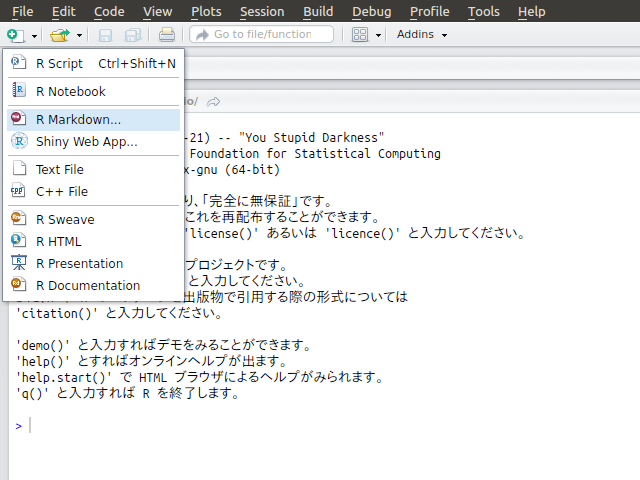 File Edit Code View Plots Session Build Debug Profile Tools Help
Go to file/function Addins
R Script Ctrl+Shift+N
R Notebook
R Markdown...
Shiny Web App...
Text File
C++ File
R Sweave
R HTML
R Presentation
R Documentation
io/
-21) -- "You Stupid Darkness"
Foundation for Statistical Computing
x-gnu (64-bit)
り、「完全に無保証」です。
これを再配布することができます。
'license()' あるいは 'licence()' と入力してください。
プロジェクトです。
と入力してください。
出版物で引用する際の形式については
'citation()' と入力してください。
'demo()' と入力すればデモをみることができます。
'help()' とすればオンラインヘルプが出ます。
'help.start()' で HTML ブラウザによるヘルプがみられます。
'q()' と入力すれば R を終了します。
>